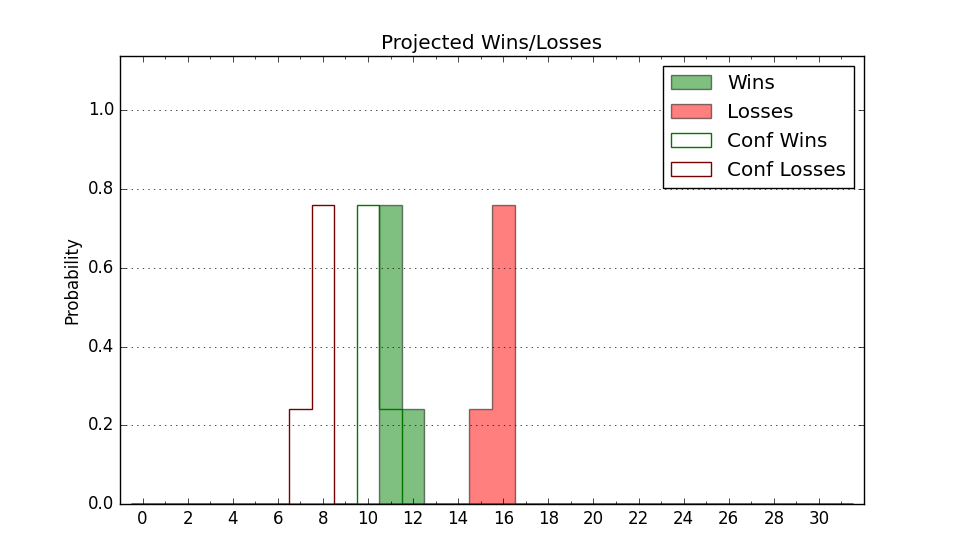 Projected Wins/Losses
Wins
Losses
Conf Wins
Conf Losses
Probability
1.0
0.8
0.6
0.4
0.2
0.0
0 2 4 6 8 10 12 14 16 18 20 22 24 26 28 30